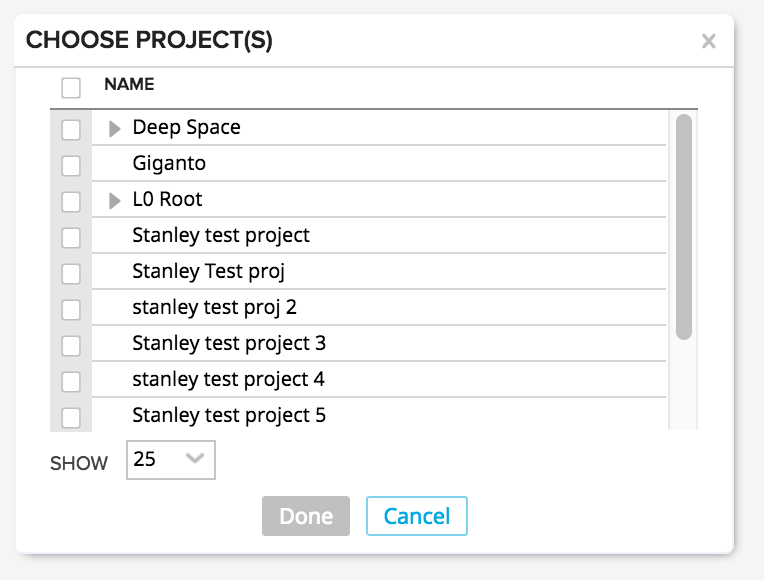 CHOOSE PROJECT(S)
NAME
Deep Space
Giganto
L0 Root
Stanley test project
Stanley Test proj
stanley test proj 2
Stanley test project 3
stanley test project 4
Stanley test project 5
SHOW 25
Done Cancel